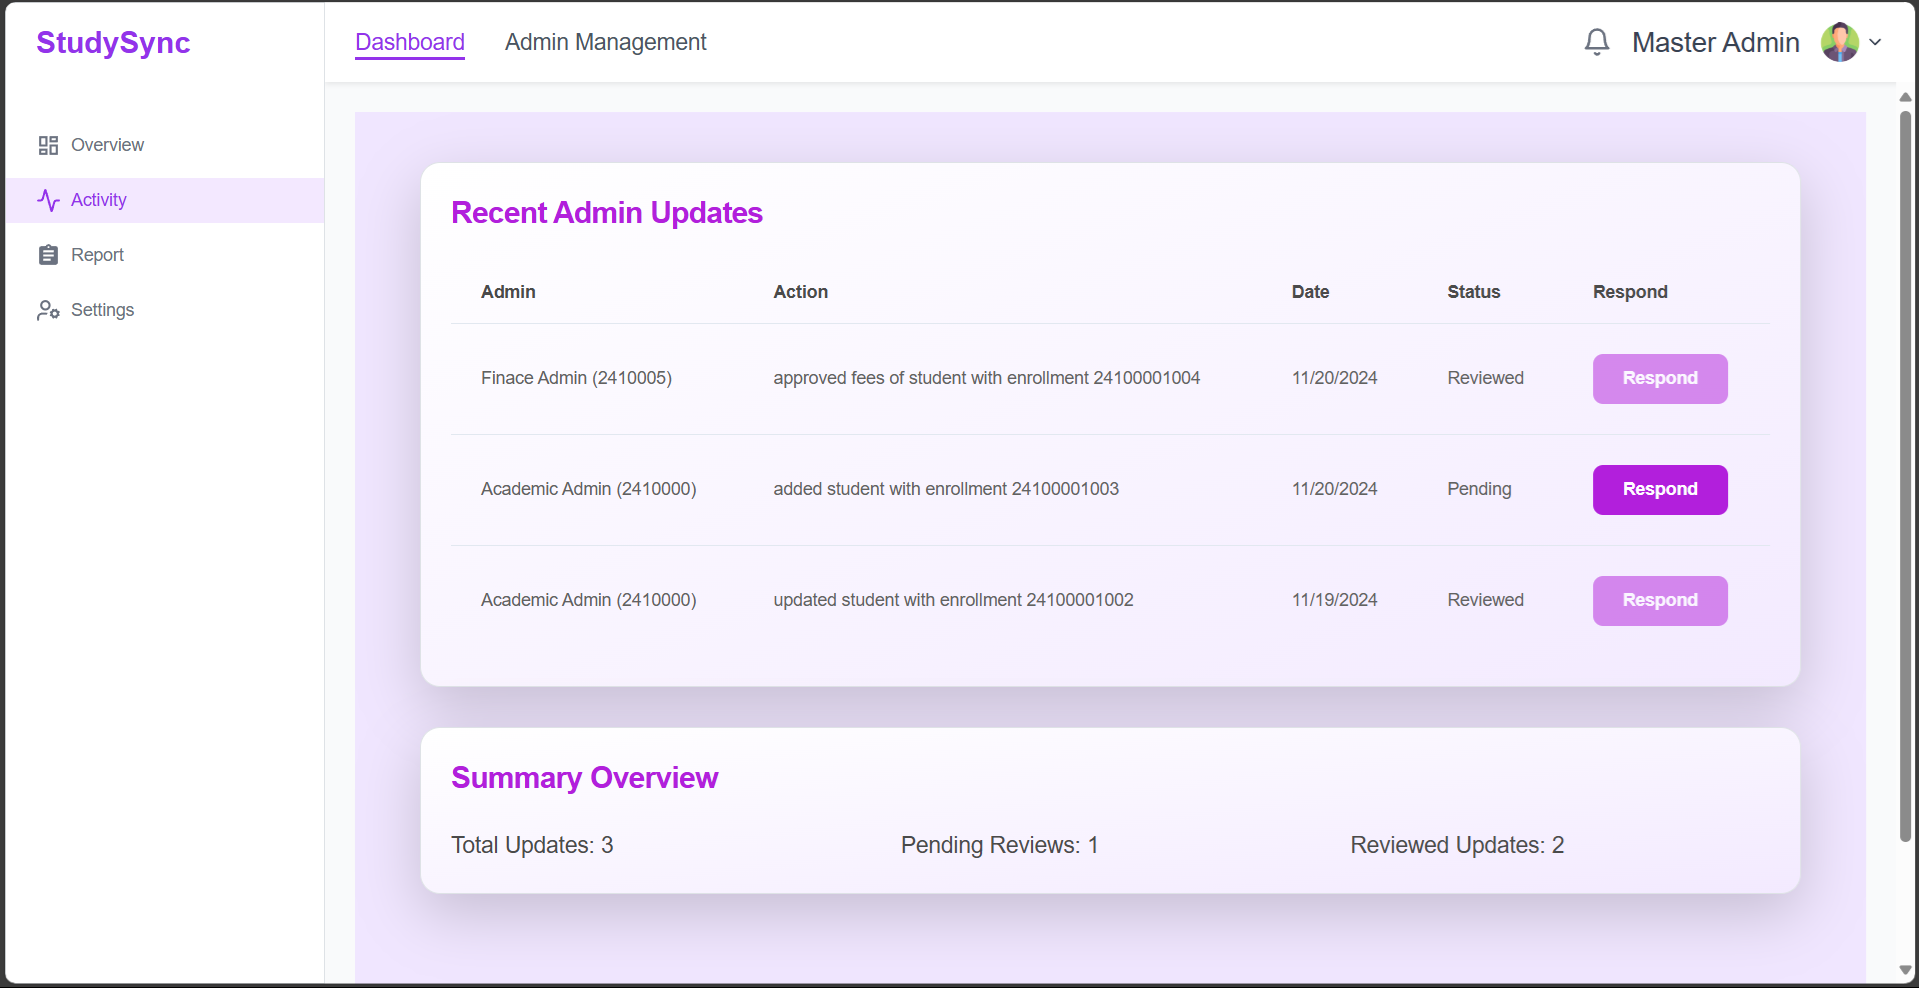 StudySync
Dashboard Admin Management Master Admin
Overview
Activity
Report
Settings
Recent Admin Updates
Admin Action Date Status Respond
Finace Admin (2410005) approved fees of student with enrollment 24100001004 11/20/2024 Reviewed Respond
Academic Admin (2410000) added student with enrollment 24100001003 11/20/2024 Pending Respond
Academic Admin (2410000) updated student with enrollment 24100001002 11/19/2024 Reviewed Respond
Summary Overview
Total Updates: 3 Pending Reviews: 1 Reviewed Updates: 2